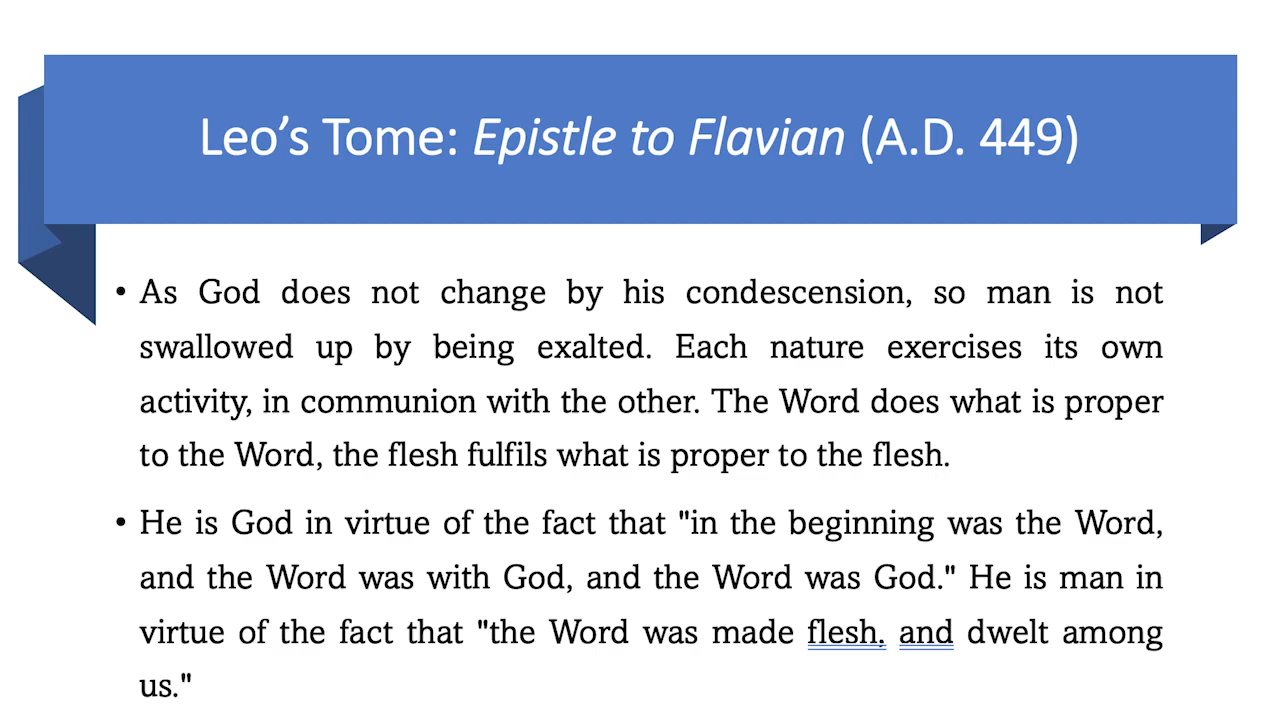 Leo’s Tome: Epistle to Flavian (A.D. 449)
• As God does not change by his condescension, so man is not
swallowed up by being exalted. Each nature exercises its own
activity, in communion with the other. The Word does what is proper
to the Word, the flesh fulfils what is proper to the flesh.
• He is God in virtue of the fact that "in the beginning was the Word,
and the Word was with God, and the Word was God." He is man in
virtue of the fact that "the Word was made flesh, and dwelt among
us."